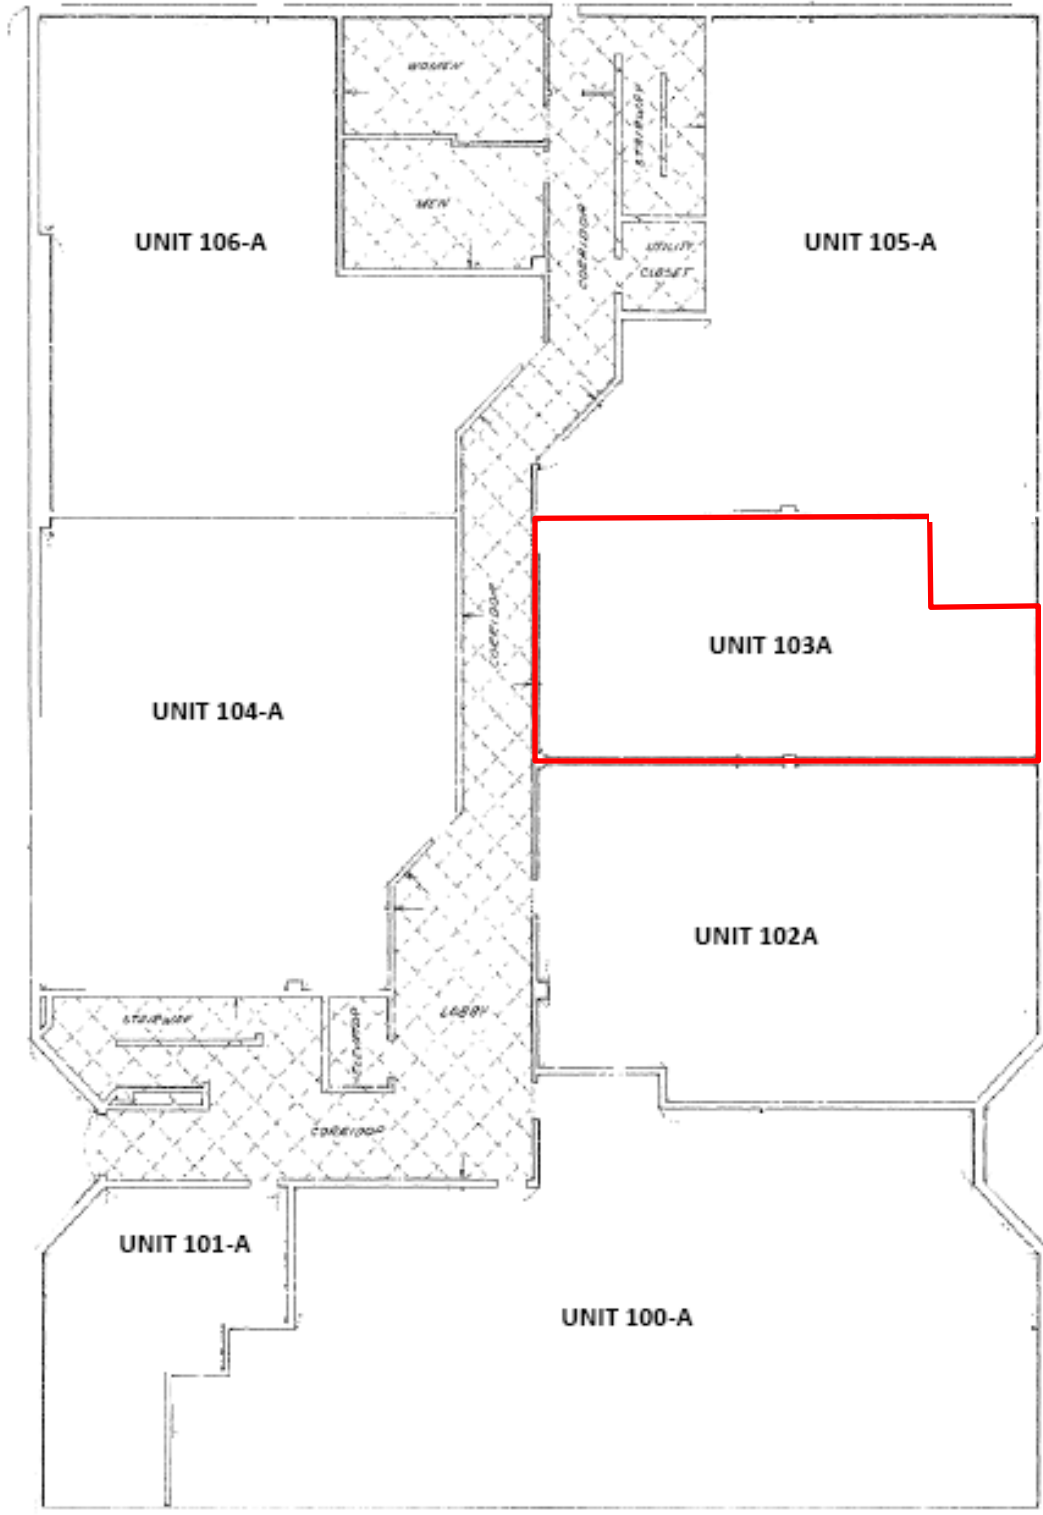 WOMEN
STAIRWAY
MEN
UNIT 106-A
CORRIDOR
UTILITY
CLOSET
UNIT 105-A
CORRIDOR
UNIT 103A
UNIT 104-A
UNIT 102A
STAIRWAY
ELEVATOR
LOBBY
CORRIDOR
UNIT 101-A
UNIT 100-A